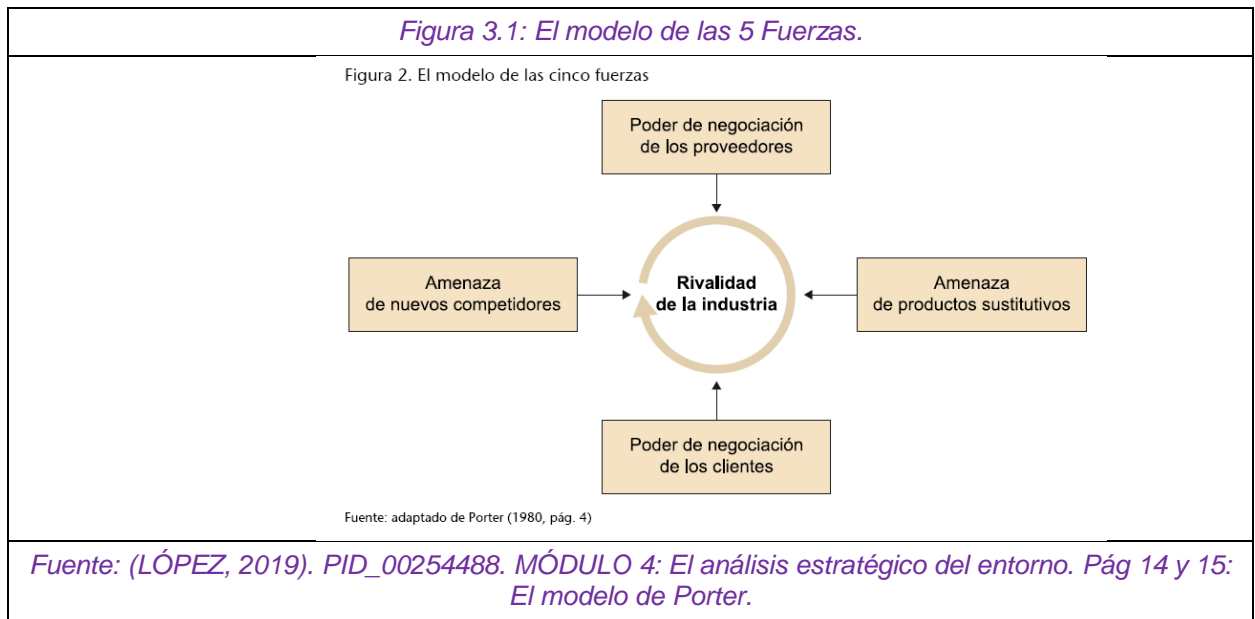 Figura 3.1: El modelo de las 5 Fuerzas.
Figura 2. El modelo de las cinco fuerzas
Poder de negociación
de los proveedores
Amenaza
de nuevos competidores
Rivalidad
de la industria
Amenaza
de productos sustitutivos
Poder de negociación
de los clientes
Fuente: adaptado de Porter (1980, pág. 4)
Fuente: (LÓPEZ, 2019). PID_00254488. MÓDULO 4: El análisis estratégico del entorno. Pág 14 y 15:
El modelo de Porter.